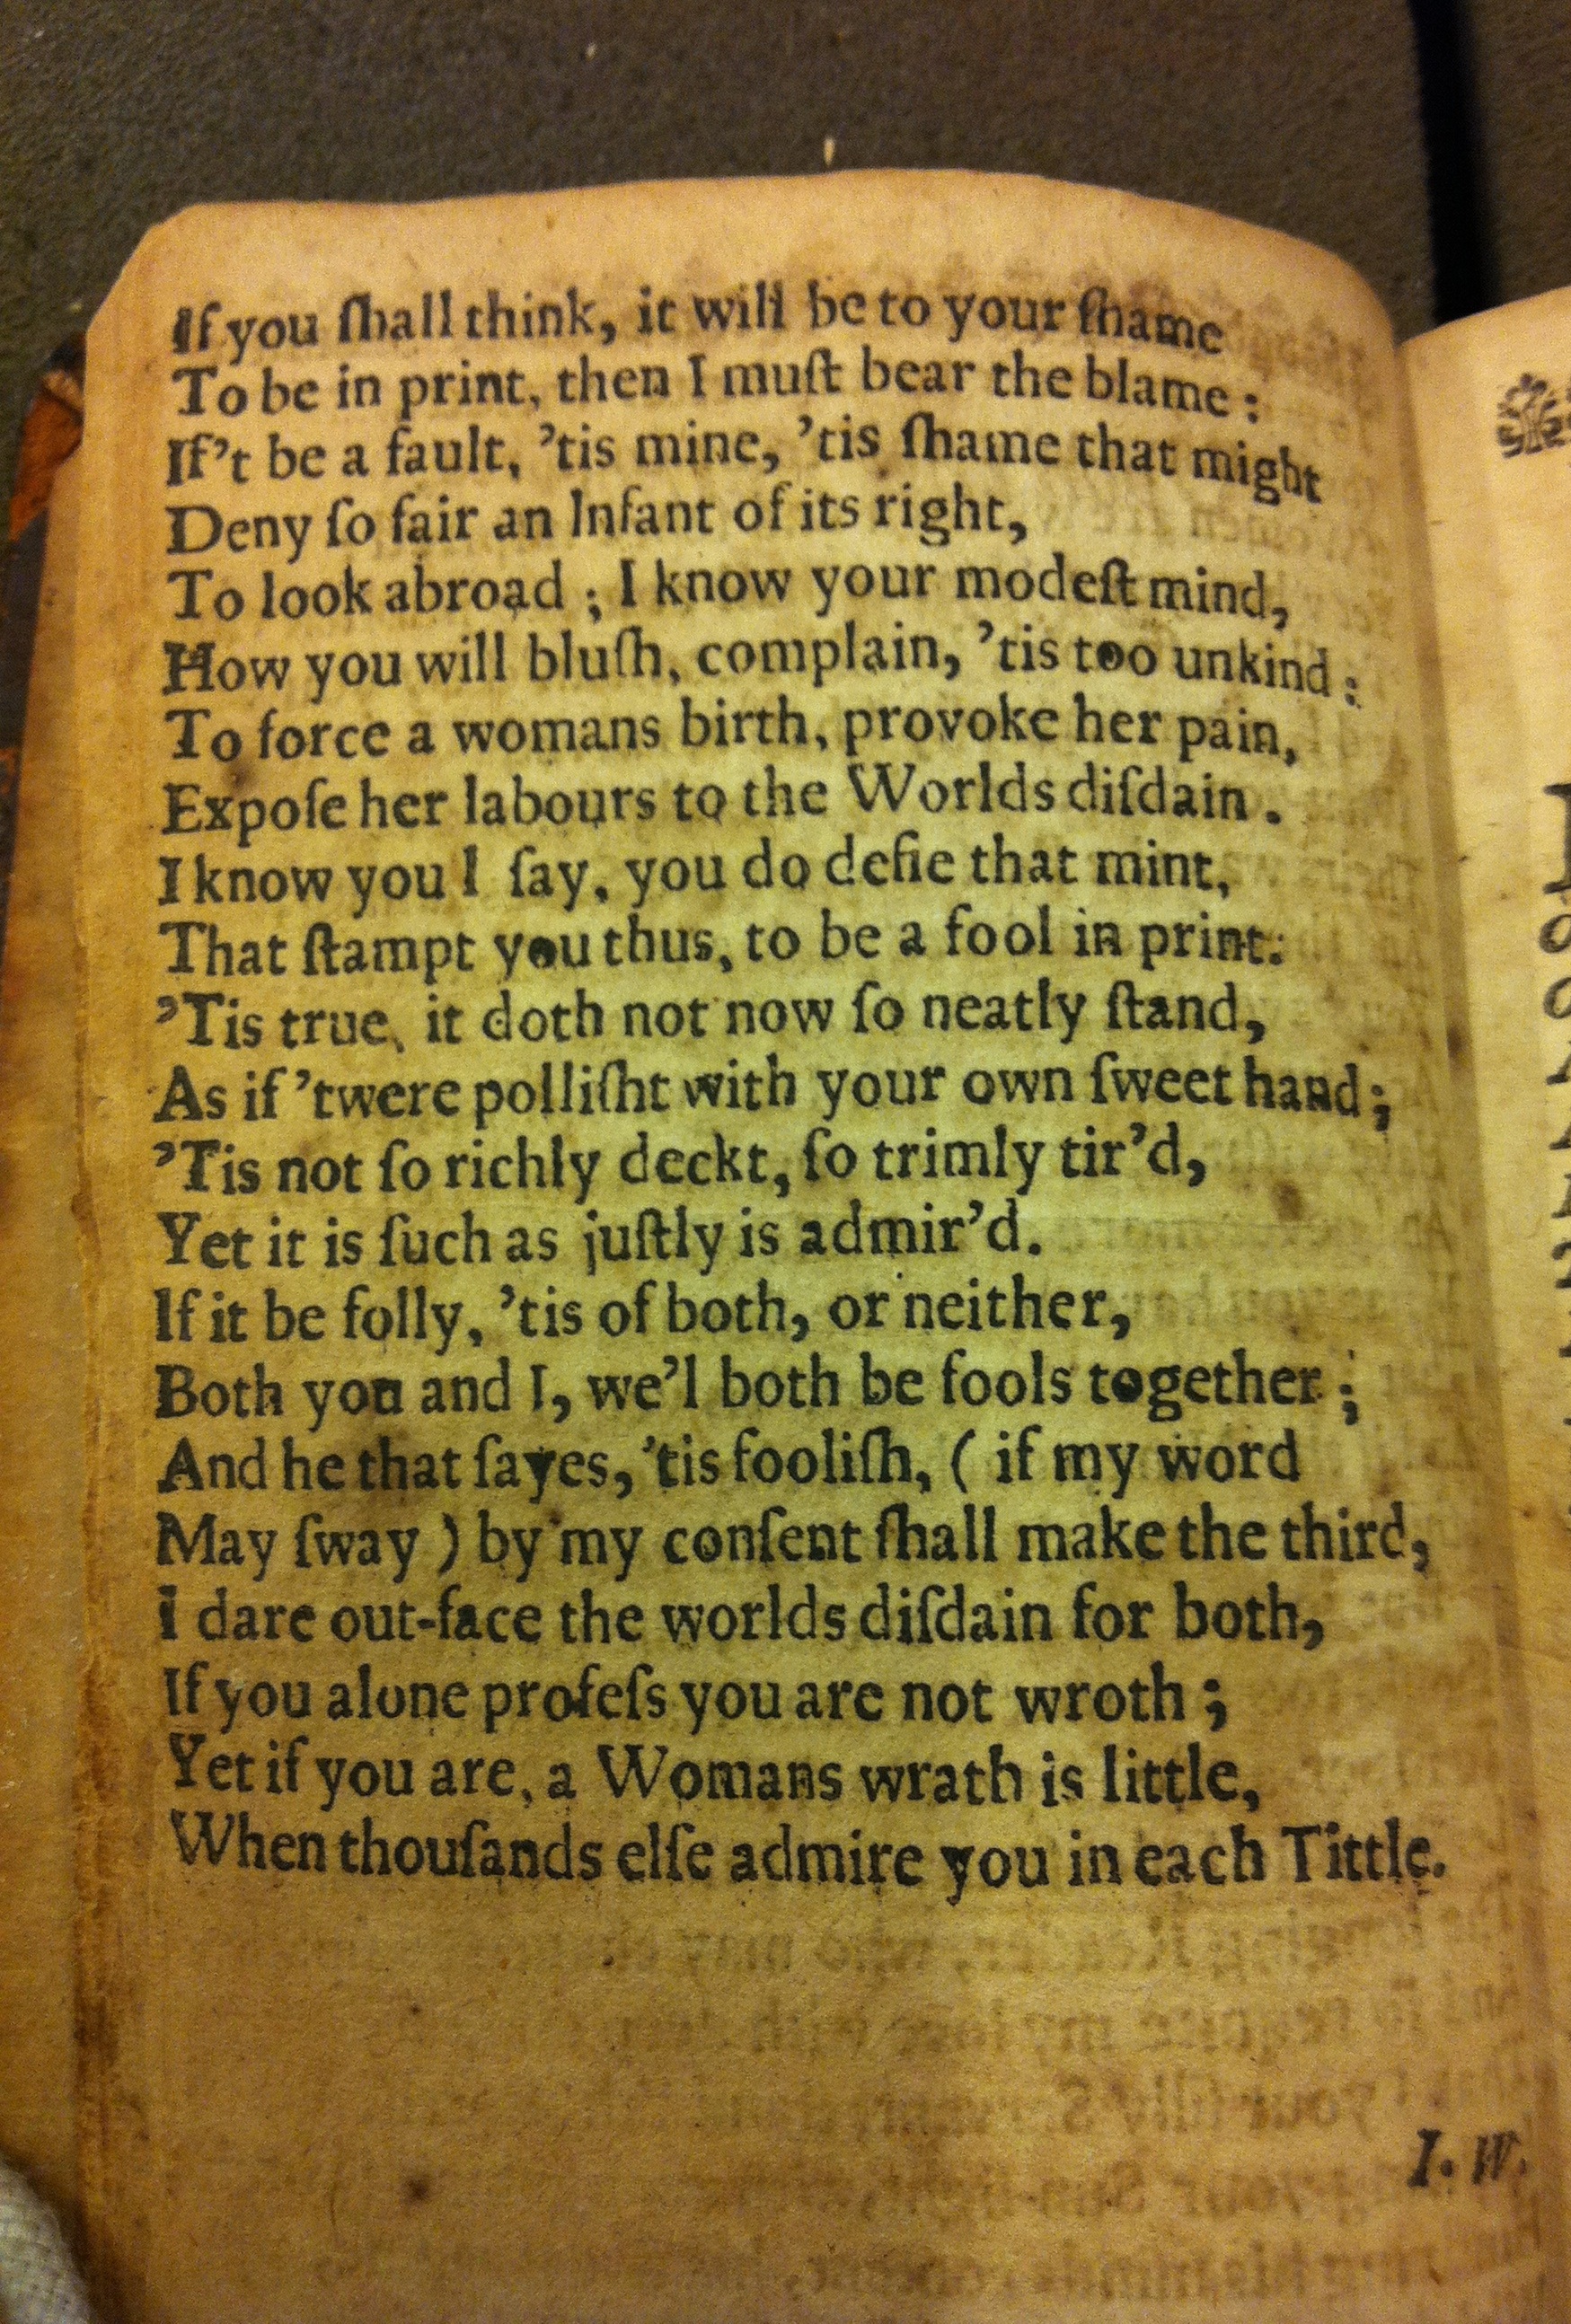 If you ſhall think, it will be to your ſhame
To be in print, then I muſt bear the blame:
If't be a fault, 'tis mine, 'tis ſhame that might
Deny ſo fair an Infant of its right,
To look abroad; I know your modeſt mind,
How you will bluſh, complain, 'tis too unkind:
To force a womans birth, provoke her pain,
Expoſe her labours to the Worlds diſdain.
I know you I ſay, you do defie that mint,
That ſtampt you thus, to be a fool in print.
'Tis true, it doth not now ſo neatly ſtand,
As if 'twere polliſht with your own ſweet hand;
'Tis not ſo richly deckt, ſo trimly tir'd,
Yet it is ſuch as juſtly is admir'd.
If it be folly, 'tis of both, or neither,
Both you and I, we'l both be fools together;
And he that ſayes, 'tis fooliſh, ( if my word
May ſway ) by my conſent ſhall make the third,
I dare out-face the worlds diſdain for both,
If you alone profeſs you are not wroth;
Yet if you are, a Womans wrath is little,
When thouſands elſe admire you in each Tittle.
I. W.